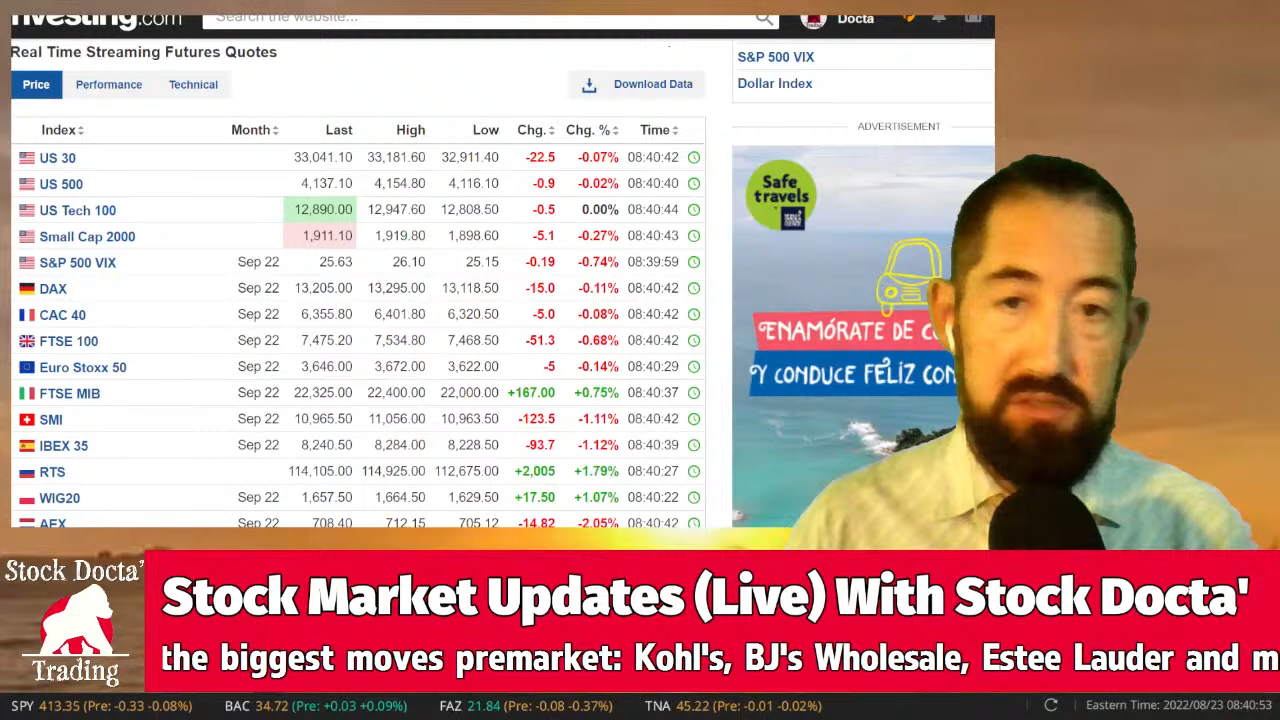 Investing.com
Search the website...
Docta
Real Time Streaming Futures Quotes
Price Performance Technical Download Data
Index Month Last High Low Chg. Chg. % Time
US 30 33,041.10 33,181.60 32,911.40 -22.5 -0.07% 08:40:42
US 500 4,137.10 4,154.80 4,116.10 -0.9 -0.02% 08:40:40
US Tech 100 12,890.00 12,947.60 12,808.50 -0.5 0.00% 08:40:44
Small Cap 2000 1,911.10 1,919.80 1,898.60 -5.1 -0.27% 08:40:43
S&P 500 VIX Sep 22 25.63 26.10 25.15 -0.19 -0.74% 08:39:59
DAX Sep 22 13,205.00 13,295.00 13,118.50 -15.0 -0.11% 08:40:42
CAC 40 Sep 22 6,355.80 6,401.80 6,320.50 -5.0 -0.08% 08:40:42
FTSE 100 Sep 22 7,475.20 7,534.80 7,468.50 -51.3 -0.68% 08:40:42
Euro Stoxx 50 Sep 22 3,646.00 3,672.00 3,622.00 -5 -0.14% 08:40:29
FTSE MIB Sep 22 22,325.00 22,400.00 22,000.00 +167.00 +0.75% 08:40:37
SMI Sep 22 10,965.50 11,056.00 10,963.50 -123.5 -1.11% 08:40:42
IBEX 35 Sep 22 8,240.50 8,284.00 8,228.50 -93.7 -1.12% 08:40:39
RTS 114,105.00 114,925.00 112,675.00 +2,005 +1.79% 08:40:27
WIG20 Sep 22 1,657.50 1,664.50 1,629.50 +17.50 +1.07% 08:40:22
AEX Sep 22 708.40 712.15 705.12 -14.82 -2.05% 08:40:42
S&P 500 VIX
Dollar Index
ADVERTISEMENT
Safe
travels
ENAMÓRATE DE
Y CONDUCE FÉLIZ CON
Stock Docta'
Trading
Stock Market Updates (Live) With Stock Docta'
the biggest moves premarket: Kohl's, BJ's Wholesale, Estee Lauder and m
SPY 413.35 (Pre: -0.33 -0.08%) BAC 34.72 (Pre: +0.03 +0.09%) FAZ 21.84 (Pre: -0.08 -0.37%) TNA 45.22 (Pre: -0.01 -0.02%) Eastern Time: 2022/08/23 08:40:53